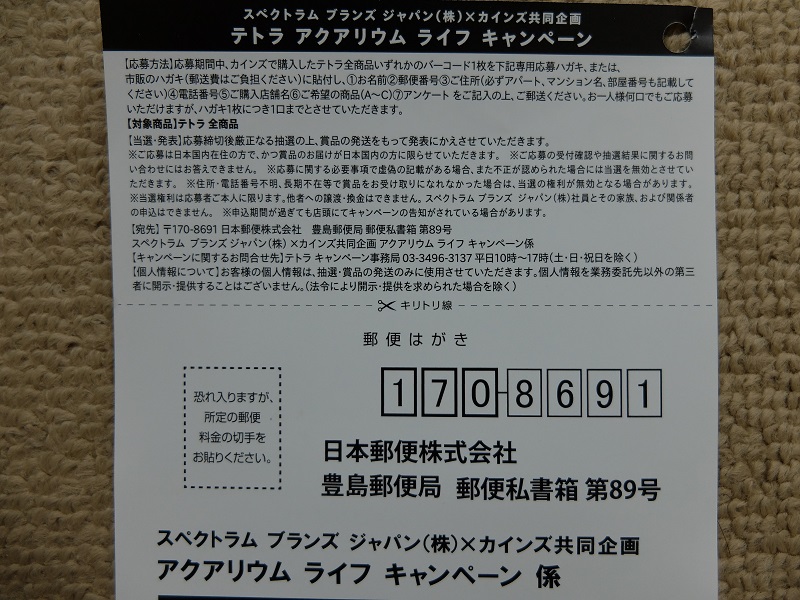 スペクトラム ブランズ ジャパン(株)×カインズ共同企画
テトラ アクアリウム ライフ キャンペーン
【応募方法】応募期間中、カインズで購入したテトラ全商品いずれかのバーコード1枚を下記専用応募ハガキ、または、
市販のハガキ(郵送費はご負担ください)に貼付し、①お名前②郵便番号③ご住所(必ずアパート、マンション名、部屋番号も記載して
ください)④電話番号⑤ご購入店舗名⑥ご希望の商品(A~C)⑦アンケート をご記入の上、ご郵送ください。お一人様何口でもご応募
いただけますが、ハガキ1枚につき1口までとさせていただきます。
【対象商品】テトラ 全商品
【当選・発表】応募締切後厳正なる抽選の上、賞品の発送をもって発表にかえさせていただきます。
※ご応募は日本国内在住の方で、かつ賞品のお届けが日本国内の方に限らせていただきます。 ※ご応募の受付確認や抽選結果に関するお問
い合わせにはお答えできません。 ※応募に関する必要事項で虚偽の記載がある場合、また不正が認められた場合には当選を無効とさせてい
ただきます。 ※住所・電話番号不明、長期不在等で賞品をお受け取りになれなかった場合は、当選の権利が無効となる場合があります。
※当選権利は応募者ご本人に限ります。他者への譲渡・換金はできません。スペクトラム ブランズ ジャパン(株)社員とその家族、および関係者
の申込はできません。 ※申込期間が過ぎても店頭にてキャンペーンの告知がされている場合があります。
【宛先】〒170-8691 日本郵便株式会社 豊島郵便局 郵便私書箱 第89号
スペクトラム ブランズ ジャパン(株)×カインズ共同企画 アクアリウム ライフ キャンペーン係
【キャンペーンに関するお問合せ先】テトラ キャンペーン事務局 03-3496-3137 平日10時~17時(土・日・祝日を除く)
【個人情報について】お客様の個人情報は、抽選・賞品の発送のみに使用させていただきます。個人情報を業務委託先以外の第三
者に開示・提供することはございません。(法令により開示・提供を求められた場合を除く)
キリトリ線
郵便はがき
恐れ入りますが、
所定の郵便
料金の切手を
お貼りください。
170-8691
日本郵便株式会社
豊島郵便局 郵便私書箱 第89号
スペクトラム ブランズ ジャパン(株)×カインズ共同企画
アクアリウム ライフ キャンペーン 係